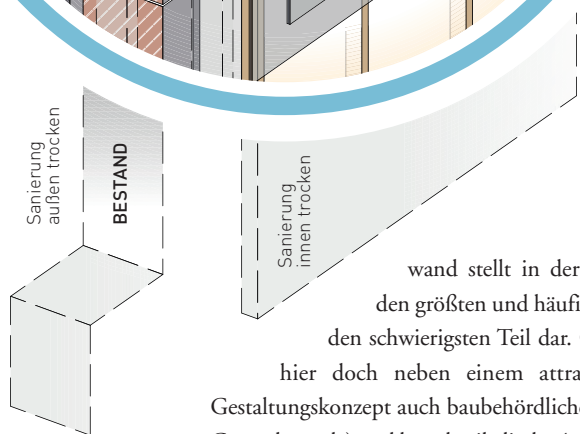 Sanierung
außen trocken
BESTAND
Sanierung
innen trocken
wand stellt in der
den größten und häufi
den schwierigsten Teil dar.
hier doch neben einem attra
Gestaltungskonzept auch baubehördliche